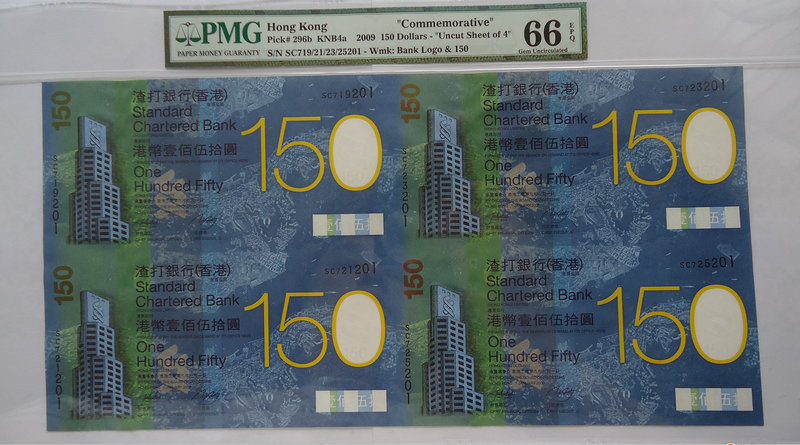 PMG
PAPER MONEY GUARANTY
Hong Kong "Commemorative"
Pick# 296b KNB4a 2009 150 Dollars - "Uncut Sheet of 4"
S/N SC719/21/23/25201 - Wmk: Bank Logo & 150
66 EPQ
Gem Uncirculated
150
渣打銀行(香港)
SC719201
Standard
Chartered Bank
150
港幣壹佰伍拾圓
One
Hundred Fifty
SC719201
150
渣打銀行(香港)
SC723201
Standard
Chartered Bank
150
港幣壹佰伍拾圓
One
Hundred Fifty
SC723201
150
渣打銀行(香港)
SC721201
Standard
Chartered Bank
150
港幣壹佰伍拾圓
One
Hundred Fifty
SC721201
150
渣打銀行(香港)
SC725201
Standard
Chartered Bank
150
港幣壹佰伍拾圓
One
Hundred Fifty
SC725201